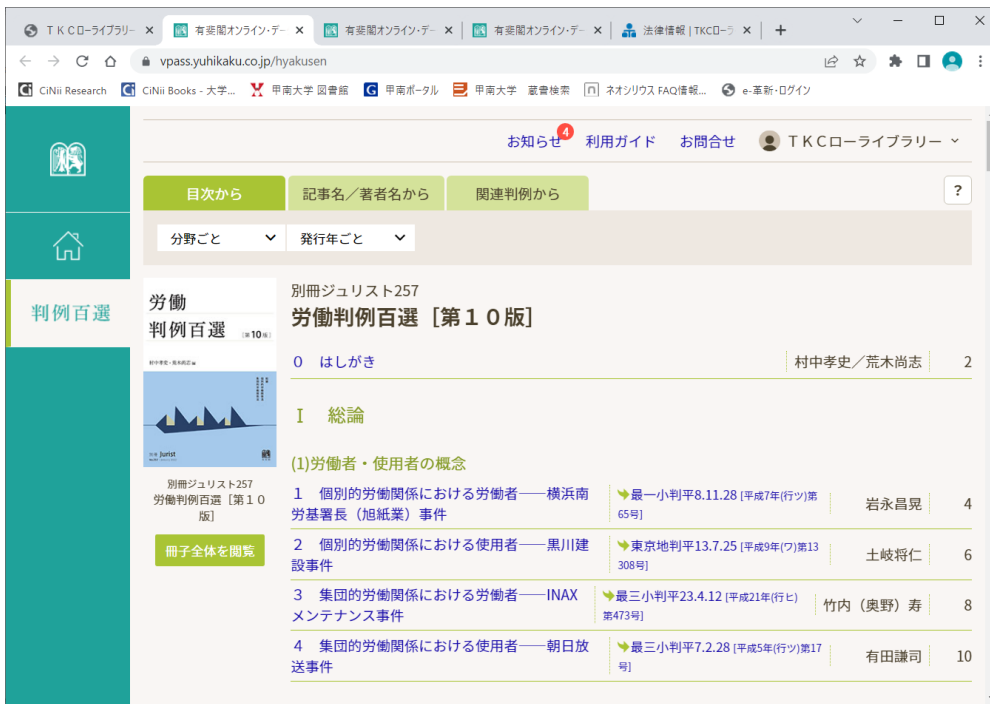 ＴＫＣローライブラリー
有斐閣オンライン・デー
有斐閣オンライン・デー
有斐閣オンライン・デー
法律情報 | TKCロー
vpass.yuhikaku.co.jp/hyakusen
CiNii Research
CiNii Books - 大学...
甲南大学 図書館
甲南ポータル
甲南大学 蔵書検索
ネオシリウス FAQ情報...
e-革新・ログイン
お知らせ 4 利用ガイド お問合せ ＴＫＣローライブラリー
目次から 記事名／著者名から 関連判例から ?
分野ごと 発行年ごと
判例百選
労働
判例百選 [第10版]
村中孝史・荒木尚志 編
別冊 Jurist
別冊ジュリスト257
労働判例百選［第１０
版］
冊子全体を閲覧
別冊ジュリスト257
労働判例百選［第１０版］
０ はしがき 村中孝史／荒木尚志 2
Ⅰ 総論
(1)労働者・使用者の概念
１ 個別的労働関係における労働者――横浜南 最一小判平8.11.28 [平成7年(行ツ)第 岩永昌晃 4
労基署長（旭紙業）事件 65号]
２ 個別的労働関係における使用者――黒川建 東京地判平13.7.25 [平成9年(ワ)第13 土岐将仁 6
設事件 308号]
３ 集団的労働関係における労働者――INAX 最三小判平23.4.12 [平成21年(行ヒ) 竹内（奥野）寿 8
メンテナンス事件 第473号]
４ 集団的労働関係における使用者――朝日放 最三小判平7.2.28 [平成5年(行ツ)第17 有田謙司 10
送事件 号]